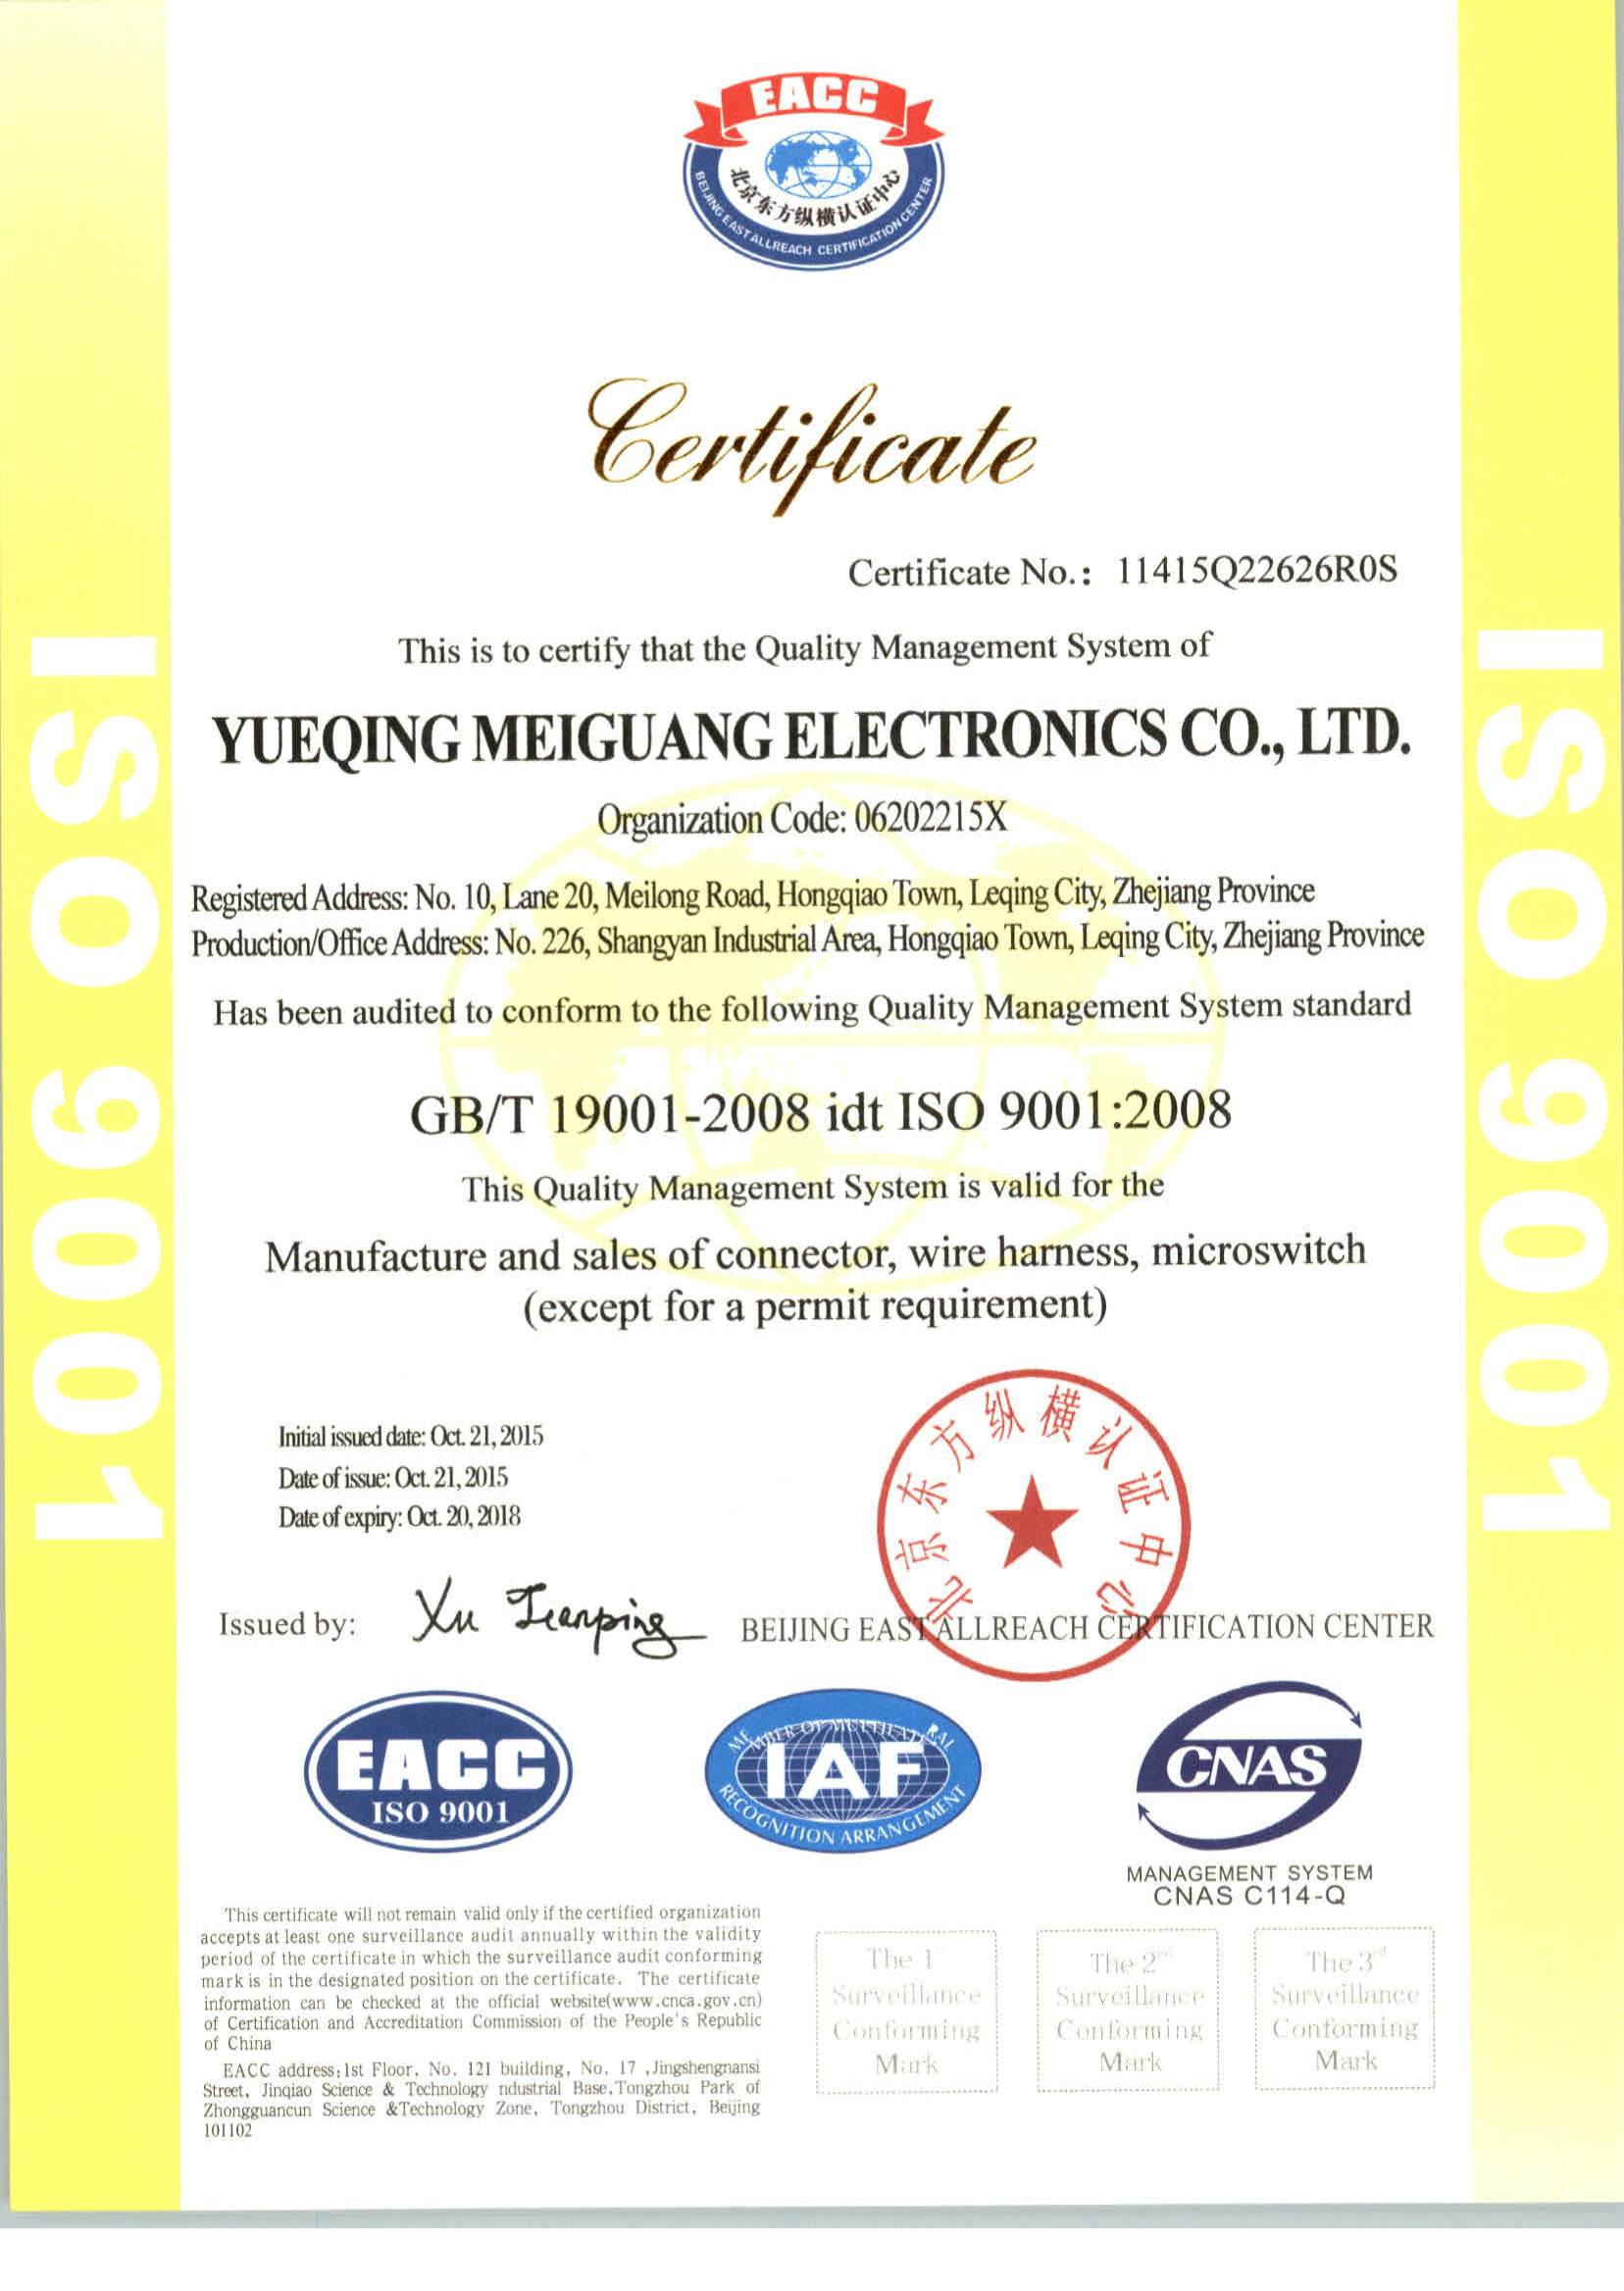 EACC
北京东方纵横认证中心
BEIJING EAST ALLREACH CERTIFICATION CENTER
Certificate
Certificate No.: 11415Q22626R0S
This is to certify that the Quality Management System of
YUEQING MEIGUANG ELECTRONICS CO., LTD.
Organization Code: 06202215X
Registered Address: No. 10, Lane 20, Meilong Road, Hongqiao Town, Leqing City, Zhejiang Province
Production/Office Address: No. 226, Shangyan Industrial Area, Hongqiao Town, Leqing City, Zhejiang Province
Has been audited to conform to the following Quality Management System standard
GB/T 19001-2008 idt ISO 9001:2008
This Quality Management System is valid for the
Manufacture and sales of connector, wire harness, microswitch
(except for a permit requirement)
ISO 9001
ISO 9001
Initial issued date: Oct. 21, 2015
Date of issue: Oct. 21, 2015
Date of expiry: Oct. 20, 2018
北京东方纵横认证中心
Issued by: Xu Jianping BEIJING EAST ALLREACH CERTIFICATION CENTER
EACC
ISO 9001
MEMBER OF MULTILATERAL
IAF
RECOGNITION ARRANGEMENT
CNAS
MANAGEMENT SYSTEM
CNAS C114-Q
This certificate will not remain valid only if the certified organization
accepts at least one surveillance audit annually within the validity
period of the certificate in which the surveillance audit conforming
mark is in the designated position on the certificate. The certificate
information can be checked at the official website(www.cnca.gov.cn)
of Certification and Accreditation Commission of the People's Republic
of China
EACC address:1st Floor, No. 121 building, No. 17 ,Jingshengnansi
Street, Jinqiao Science & Technology ndustrial Base,Tongzhou Park of
Zhongguancun Science &Technology Zone, Tongzhou District, Beijing
101102
The 1st
Surveillance
Conforming
Mark
The 2nd
Surveillance
Conforming
Mark
The 3rd
Surveillance
Conforming
Mark